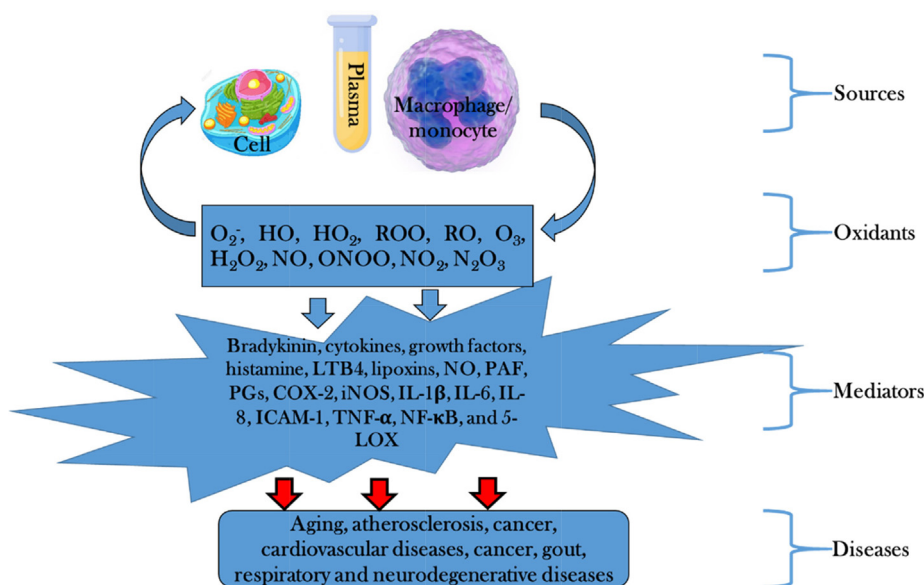 Plasma
Cell
Macrophage/
monocyte
Sources
O₂⁻, HO, HO₂, ROO, RO, O₃,
H₂O₂, NO, ONOO, NO₂, N₂O₃
Oxidants
Bradykinin, cytokines, growth factors,
histamine, LTB4, lipoxins, NO, PAF,
PGs, COX-2, iNOS, IL-1β, IL-6, IL-
8, ICAM-1, TNF-α, NF-κB, and 5-
LOX
Mediators
Aging, atherosclerosis, cancer,
cardiovascular diseases, cancer, gout,
respiratory and neurodegenerative diseases
Diseases